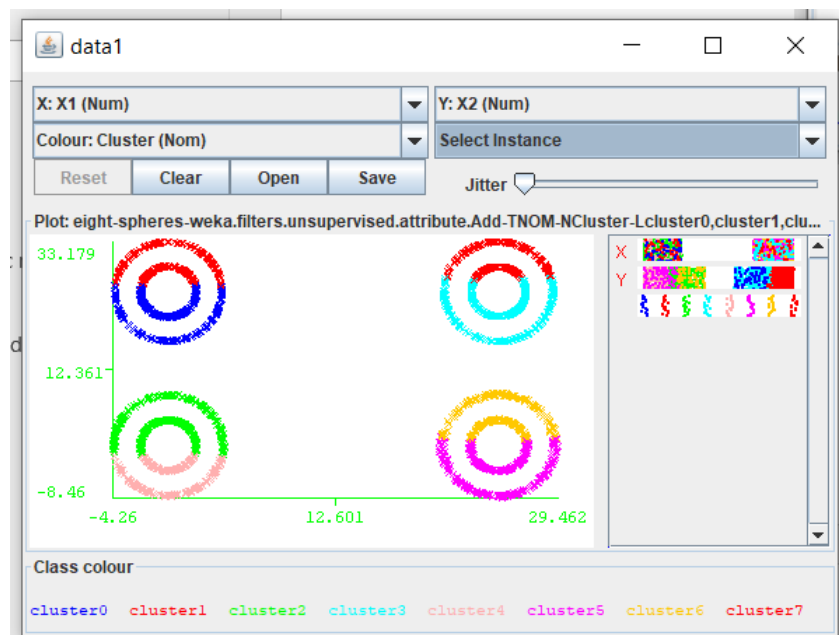 data1
X: X1 (Num) Y: X2 (Num)
Colour: Cluster (Nom) Select Instance
Reset Clear Open Save Jitter
Plot: eight-spheres-weka.filters.unsupervised.attribute.Add-TNOM-NCluster-Lcluster0,cluster1,clu...
33.179
12.361
-8.46
-4.26 12.601 29.462
X
Y
Class colour
cluster0 cluster1 cluster2 cluster3 cluster4 cluster5 cluster6 cluster7